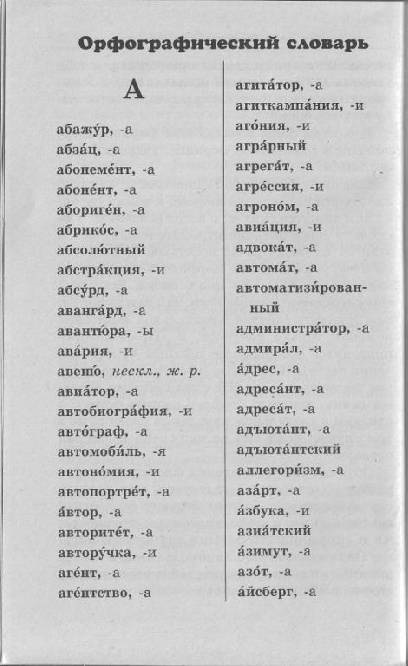 Орфографический словарь
А
абажу́р, -а
абза́ц, -а
абонеме́нт, -а
абоне́нт, -а
абориге́н, -а
абрико́с, -а
абсолю́тный
абстра́кция, -и
абсу́рд, -а
аванга́рд, -а
авантю́ра, -ы
ава́рия, -и
авеню́, нескл., ж. р.
авиа́тор, -а
автобиогра́фия, -и
авто́граф, -а
автомоби́ль, -я
автоно́мия, -и
автопортре́т, -а
а́втор, -а
авторите́т, -а
автору́чка, -и
аге́нт, -а
аге́нтство, -а
агита́тор, -а
агиткампа́ния, -и
аго́ния, -и
агра́рный
агрега́т, -а
агре́ссия, -и
агроно́м, -а
авиа́ция, -и
адвока́т, -а
автома́т, -а
автоматизи́рован-
ный
администра́тор, -а
адмира́л, -а
а́дрес, -а
адреса́нт, -а
адреса́т, -а
адъюта́нт, -а
адъюта́нтский
аллегори́зм, -а
аза́рт, -а
а́збука, -и
азиа́тский
а́зимут, -а
азо́т, -а
а́йсберг, -а